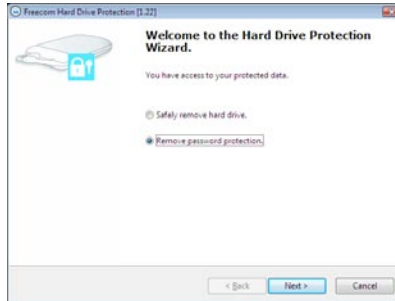 Freecom Hard Drive Protection [1.22]
Welcome to the Hard Drive Protection
Wizard.
You have access to your protected data.
Safely remove hard drive.
Remove password protection.
< Back
Next >
Cancel